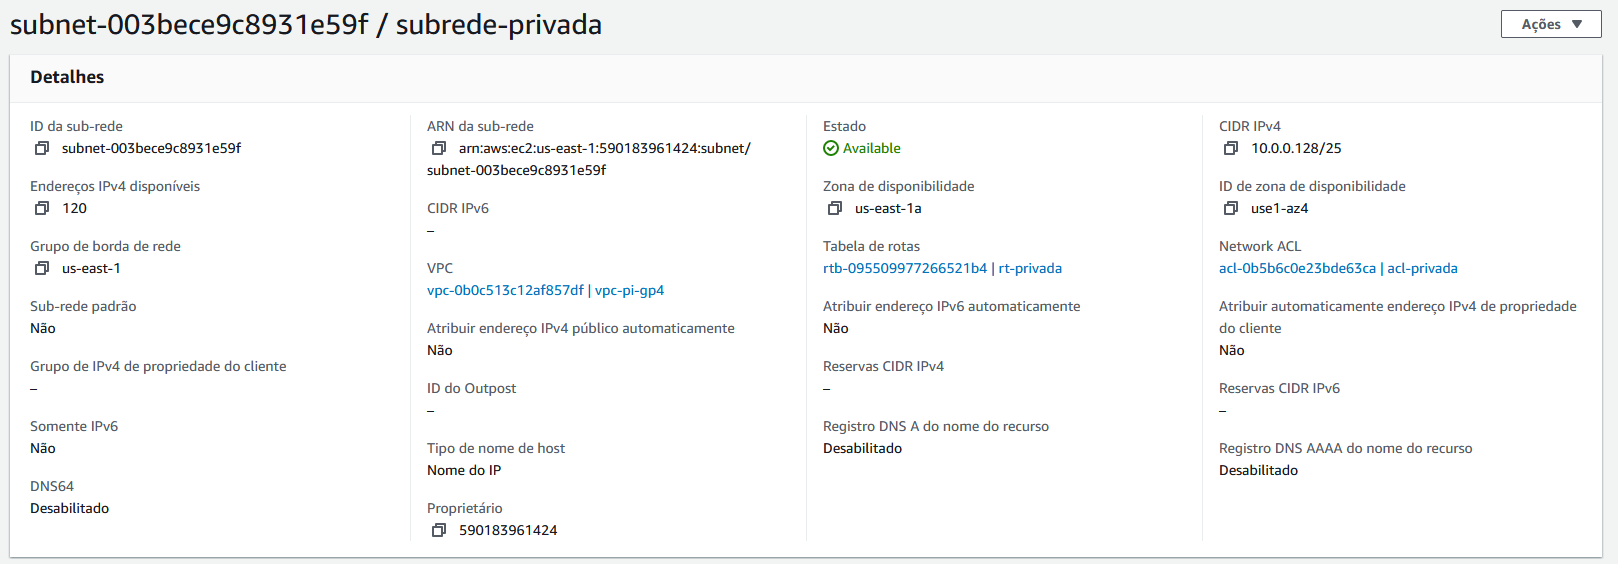 subnet-003bece9c8931e59f / subrede-privada
Ações
Detalhes
ID da sub-rede
subnet-003bece9c8931e59f
Endereços IPv4 disponíveis
120
Grupo de borda de rede
us-east-1
Sub-rede padrão
Não
Grupo de IPv4 de propriedade do cliente
–
Somente IPv6
Não
DNS64
Desabilitado
ARN da sub-rede
arn:aws:ec2:us-east-1:590183961424:subnet/
subnet-003bece9c8931e59f
CIDR IPv6
–
VPC
vpc-0b0c513c12af857df | vpc-pi-gp4
Atribuir endereço IPv4 público automaticamente
Não
ID do Outpost
–
Tipo de nome de host
Nome do IP
Proprietário
590183961424
Estado
Available
Zona de disponibilidade
us-east-1a
Tabela de rotas
rtb-095509977266521b4 | rt-privada
Atribuir endereço IPv6 automaticamente
Não
Reservas CIDR IPv4
–
Registro DNS A do nome do recurso
Desabilitado
CIDR IPv4
10.0.0.128/25
ID de zona de disponibilidade
use1-az4
Network ACL
acl-0b5b6c0e23bde63ca | acl-privada
Atribuir automaticamente endereço IPv4 de propriedade
do cliente
Não
Reservas CIDR IPv6
–
Registro DNS AAAA do nome do recurso
Desabilitado